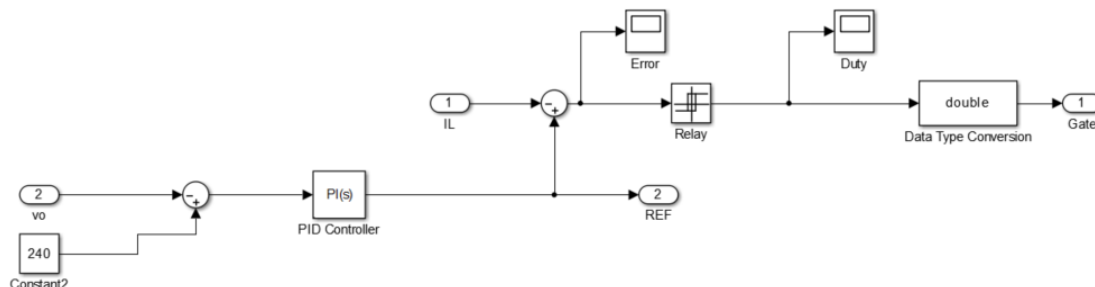 Error
Duty
1
IL
-
+
Relay
double
Data Type Conversion
1
Gate
2
vo
-
+
PI(s)
PID Controller
2
REF
240
Constant2